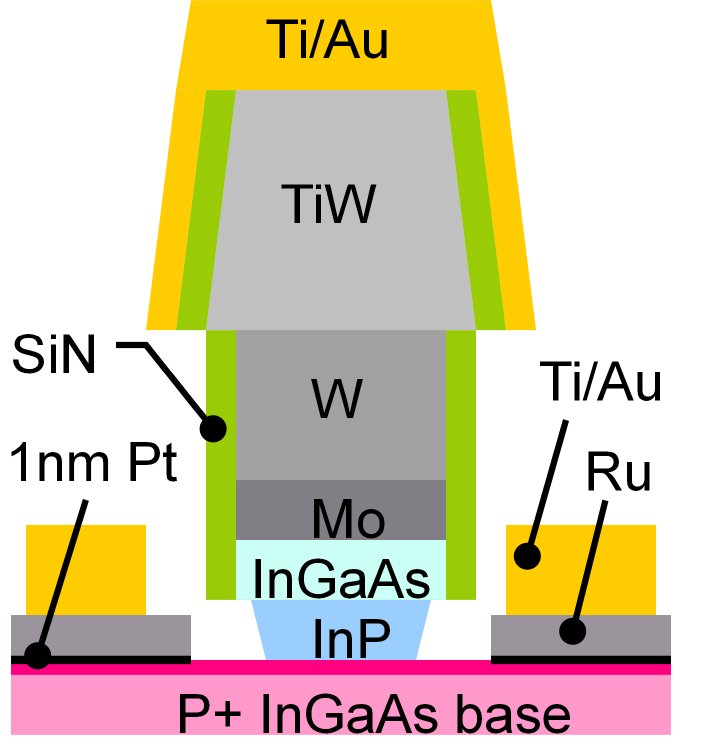 Ti/Au
TiW
SiN
W
Ti/Au
1nm Pt
Ru
Mo
InGaAs
InP
P+ InGaAs base